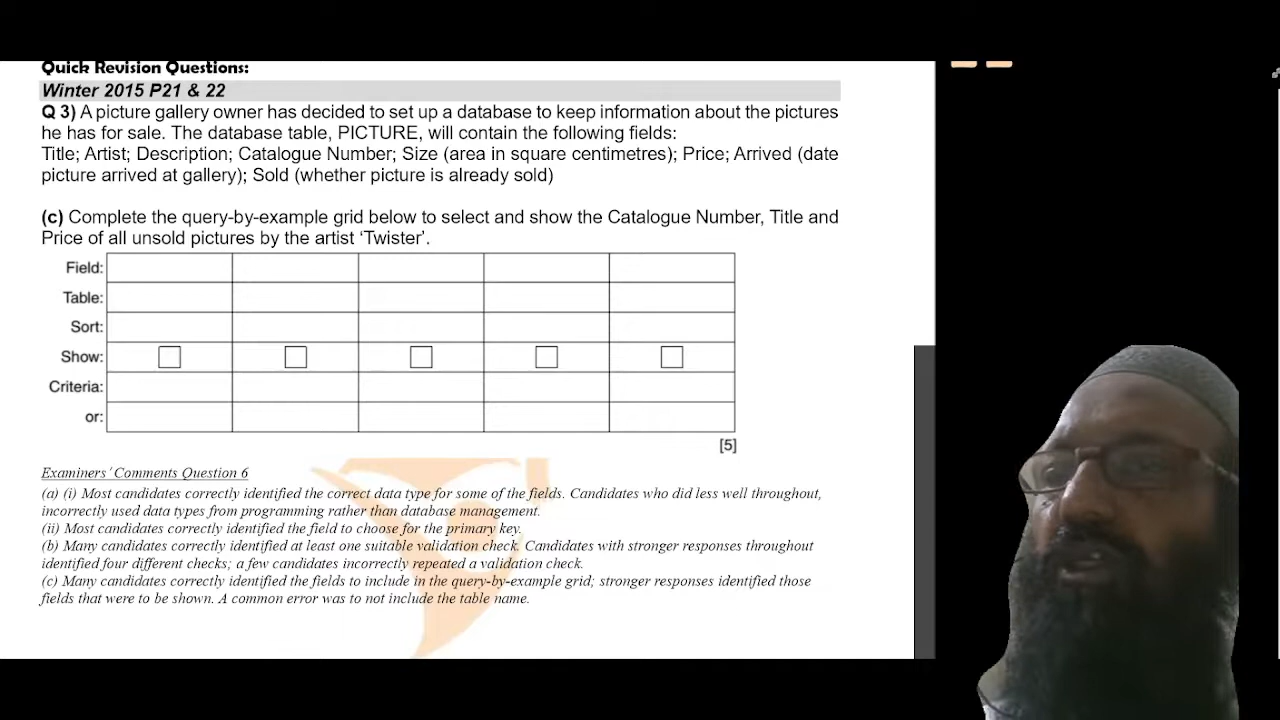 Quick Revision Questions:
Winter 2015 P21 & 22
Q 3) A picture gallery owner has decided to set up a database to keep information about the pictures
he has for sale. The database table, PICTURE, will contain the following fields:
Title; Artist; Description; Catalogue Number; Size (area in square centimetres); Price; Arrived (date
picture arrived at gallery); Sold (whether picture is already sold)
(c) Complete the query-by-example grid below to select and show the Catalogue Number, Title and
Price of all unsold pictures by the artist ‘Twister’.
Field:
Table:
Sort:
Show:
Criteria:
or:
[5]
Examiners’ Comments Question 6
(a) (i) Most candidates correctly identified the correct data type for some of the fields. Candidates who did less well throughout,
incorrectly used data types from programming rather than database management.
(ii) Most candidates correctly identified the field to choose for the primary key.
(b) Many candidates correctly identified at least one suitable validation check. Candidates with stronger responses throughout
identified four different checks; a few candidates incorrectly repeated a validation check.
(c) Many candidates correctly identified the fields to include in the query-by-example grid; stronger responses identified those
fields that were to be shown. A common error was to not include the table name.